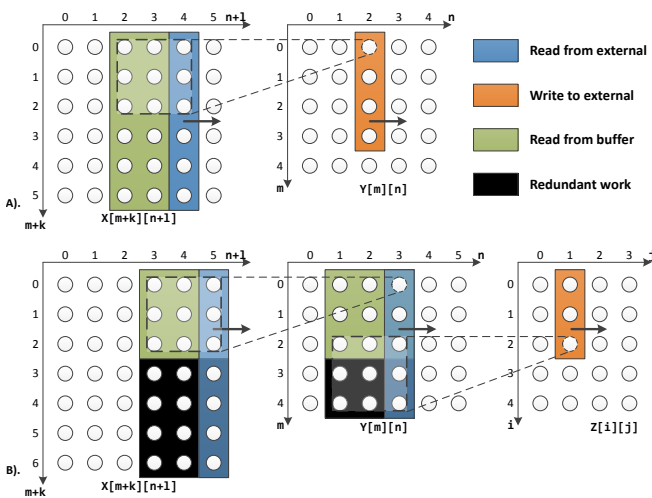 0 1 2 3 4 5 n+l
0
1
2
3
4
5
m+k
A).
X[m+k][n+l]
0 1 2 3 4 n
0
1
2
3
4
m
Y[m][n]
Read from external
Write to external
Read from buffer
Redundant work
0 1 2 3 4 5 n+l
0
1
2
3
4
5
6
m+k
B).
X[m+k][n+l]
0 1 2 3 4 5 n
0
1
2
3
4
m
Y[m][n]
0 1 2 3
0
1
2
3
4
i
Z[i][j]